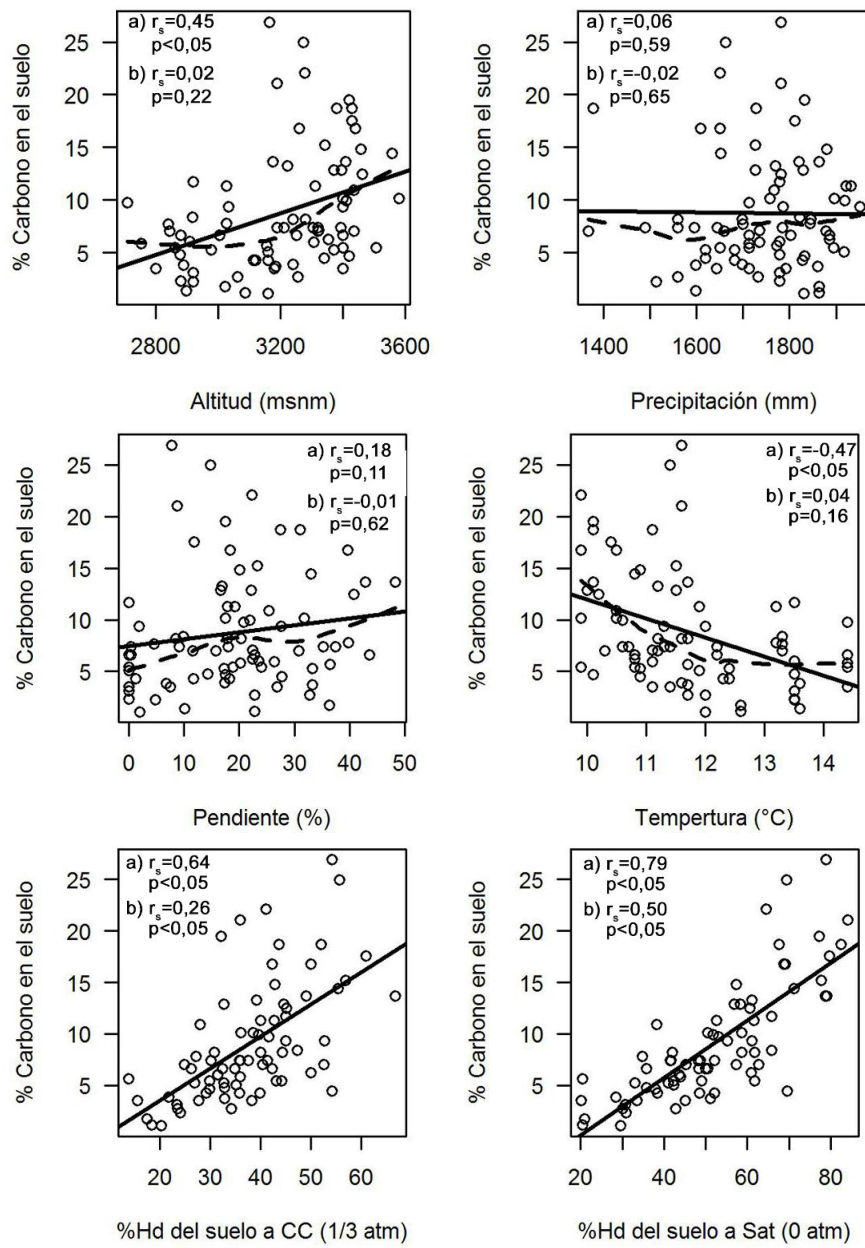 a) rs=0,45
p<0,05
b) rs=0,02
p=0,22
% Carbono en el suelo
25
20
15
10
5
2800 3200 3600
Altitud (msnm)
a) rs=0,06
p=0,59
b) rs=-0,02
p=0,65
% Carbono en el suelo
25
20
15
10
5
1400 1600 1800
Precipitación (mm)
a) rs=0,18
p=0,11
b) rs=-0,01
p=0,62
% Carbono en el suelo
25
20
15
10
5
0 10 20 30 40 50
Pendiente (%)
a) rs=-0,47
p<0,05
b) rs=0,04
p=0,16
% Carbono en el suelo
25
20
15
10
5
10 11 12 13 14
Tempertura (°C)
a) rs=0,64
p<0,05
b) rs=0,26
p<0,05
% Carbono en el suelo
25
20
15
10
5
20 30 40 50 60
%Hd del suelo a CC (1/3 atm)
a) rs=0,79
p<0,05
b) rs=0,50
p<0,05
% Carbono en el suelo
25
20
15
10
5
20 30 40 50 60 80
%Hd del suelo a Sat (0 atm)